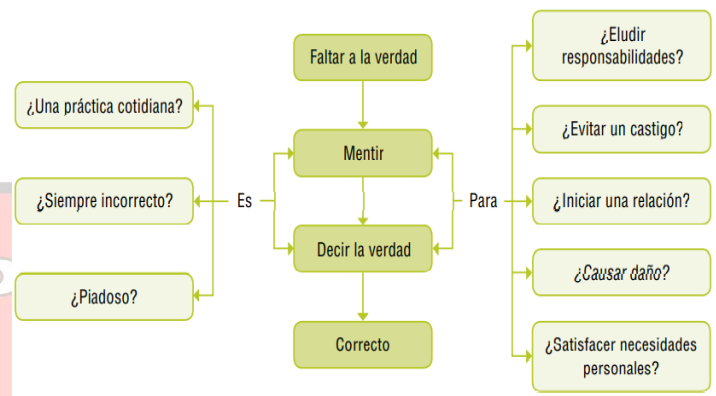 Faltar a la verdad
Mentir
Decir la verdad
Correcto
Es
¿Una práctica cotidiana?
¿Siempre incorrecto?
¿Piadoso?
Para
¿Eludir
responsabilidades?
¿Evitar un castigo?
¿Iniciar una relación?
¿Causar daño?
¿Satisfacer necesidades
personales?